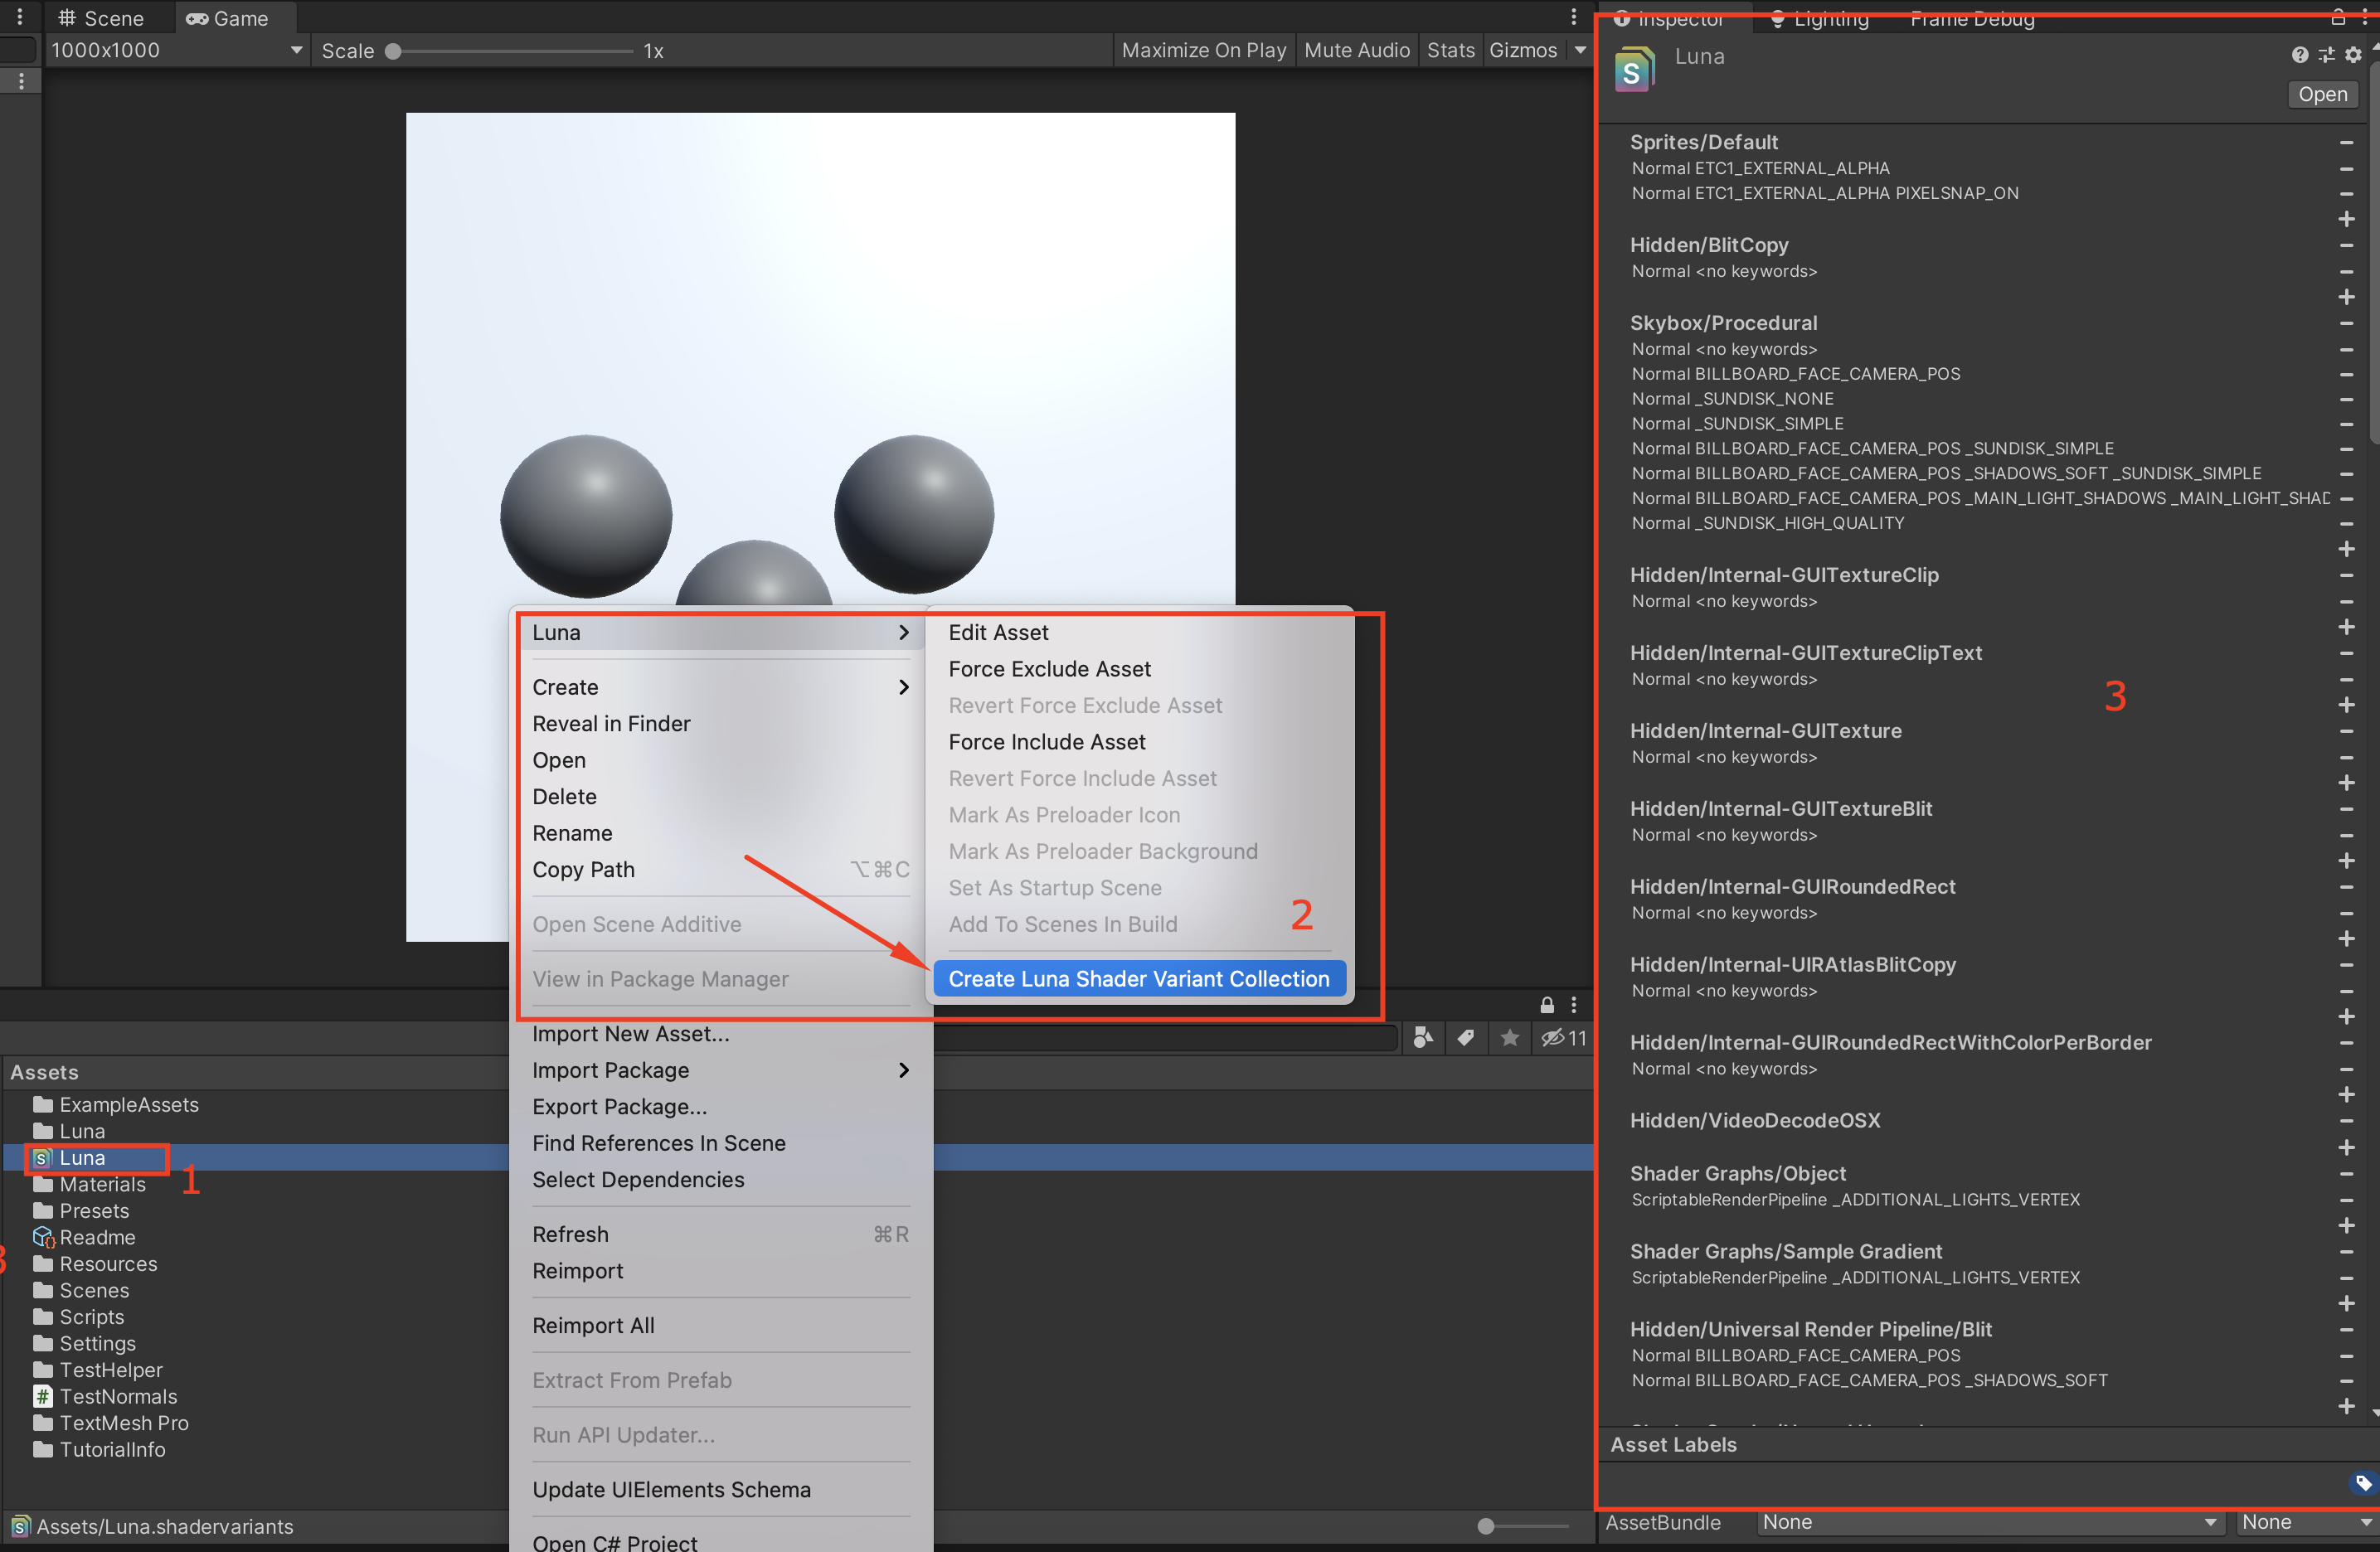 Scene
Game
1000x1000
Scale
1x
Maximize On Play
Mute Audio
Stats
Gizmos
Luna
Create
Reveal in Finder
Open
Delete
Rename
Copy Path ⌥⌘C
Open Scene Additive
View in Package Manager
Import New Asset...
Import Package
Export Package...
Find References In Scene
Select Dependencies
Refresh ⌘R
Reimport
Reimport All
Extract From Prefab
Run API Updater...
Update UIElements Schema
Open C# Project
Edit Asset
Force Exclude Asset
Revert Force Exclude Asset
Force Include Asset
Revert Force Include Asset
Mark As Preloader Icon
Mark As Preloader Background
Set As Startup Scene
Add To Scenes In Build
2
Create Luna Shader Variant Collection
11
Assets
ExampleAssets
Luna
Luna
1
Materials
Presets
Readme
Resources
Scenes
Scripts
Settings
TestHelper
TestNormals
TextMesh Pro
TutorialInfo
Assets/Luna.shadervariants
Inspector
Lighting
Frame Debug
Luna
Open
Sprites/Default
Normal ETC1_EXTERNAL_ALPHA
Normal ETC1_EXTERNAL_ALPHA PIXELSNAP_ON
Hidden/BlitCopy
Normal <no keywords>
Skybox/Procedural
Normal <no keywords>
Normal BILLBOARD_FACE_CAMERA_POS
Normal _SUNDISK_NONE
Normal _SUNDISK_SIMPLE
Normal BILLBOARD_FACE_CAMERA_POS _SUNDISK_SIMPLE
Normal BILLBOARD_FACE_CAMERA_POS _SHADOWS_SOFT _SUNDISK_SIMPLE
Normal BILLBOARD_FACE_CAMERA_POS _MAIN_LIGHT_SHADOWS _MAIN_LIGHT_SHAD
Normal _SUNDISK_HIGH_QUALITY
Hidden/Internal-GUITextureClip
Normal <no keywords>
Hidden/Internal-GUITextureClipText
Normal <no keywords>
3
Hidden/Internal-GUITexture
Normal <no keywords>
Hidden/Internal-GUITextureBlit
Normal <no keywords>
Hidden/Internal-GUIRoundedRect
Normal <no keywords>
Hidden/Internal-UIRAtlasBlitCopy
Normal <no keywords>
Hidden/Internal-GUIRoundedRectWithColorPerBorder
Normal <no keywords>
Hidden/VideoDecodeOSX
Shader Graphs/Object
ScriptableRenderPipeline _ADDITIONAL_LIGHTS_VERTEX
Shader Graphs/Sample Gradient
ScriptableRenderPipeline _ADDITIONAL_LIGHTS_VERTEX
Hidden/Universal Render Pipeline/Blit
Normal BILLBOARD_FACE_CAMERA_POS
Normal BILLBOARD_FACE_CAMERA_POS _SHADOWS_SOFT
Asset Labels
AssetBundle
None
None